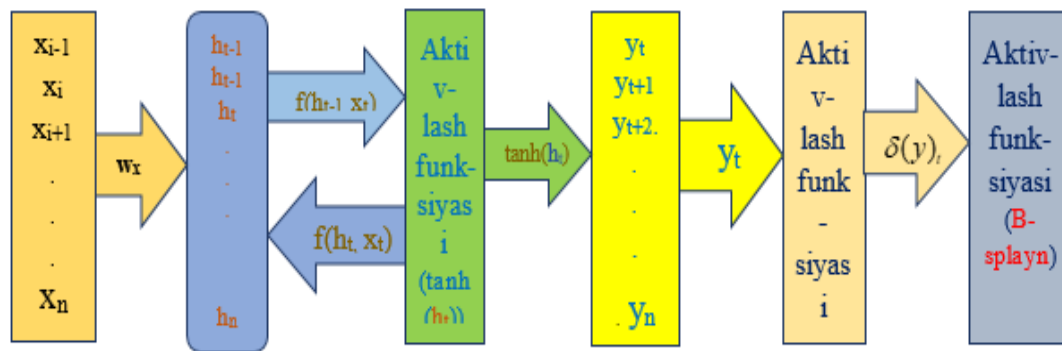 xi-1
xi
xi+1
.
.
.
xn
wx
ht-1
ht-1
ht
.
.
hn
f(ht-1, xt)
f(ht, xt)
Akti
v-
lash
funk-
siyas
i
(tanh
(ht))
tanh(ht)
yt
yt+1
yt+2.
.
.
. yn
yt
Akti
v-
lash
funk
-
siyas
i
δ(y)t
Aktiv-
lash
funk-
siyasi
(B-
splayn)